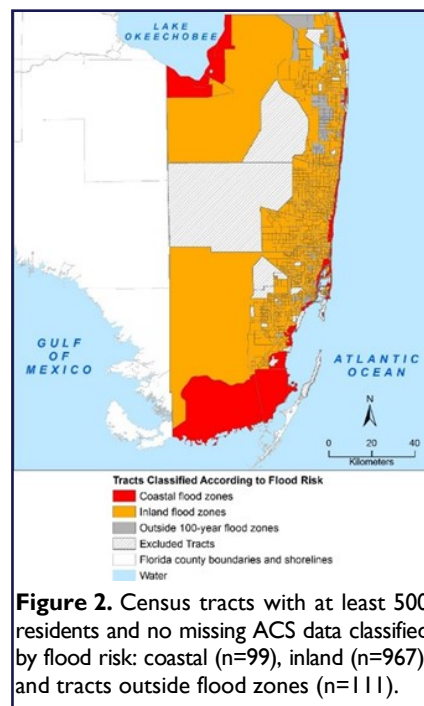 LAKE
OKEECHOBEE
GULF
OF
MEXICO
ATLANTIC
OCEAN
N
0 20 40
Kilometers
Tracts Classified According to Flood Risk
Coastal flood zones
Inland flood zones
Outside 100-year flood zones
Excluded Tracts
Florida county boundaries and shorelines
Water
Figure 2. Census tracts with at least 500
residents and no missing ACS data classified
by flood risk: coastal (n=99), inland (n=967)
and tracts outside flood zones (n=111).